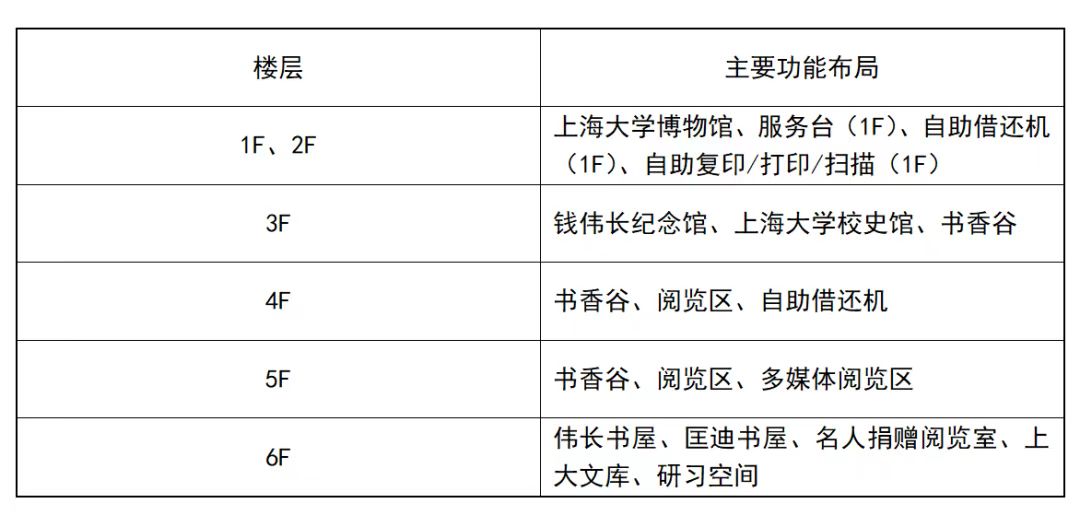 楼层
主要功能布局
1F、2F
上海大学博物馆、服务台（1F）、自助借还机
（1F）、自助复印/打印/扫描（1F）
3F
钱伟长纪念馆、上海大学校史馆、书香谷
4F
书香谷、阅览区、自助借还机
5F
书香谷、阅览区、多媒体阅览区
6F
伟长书屋、匡迪书屋、名人捐赠阅览室、上
大文库、研习空间